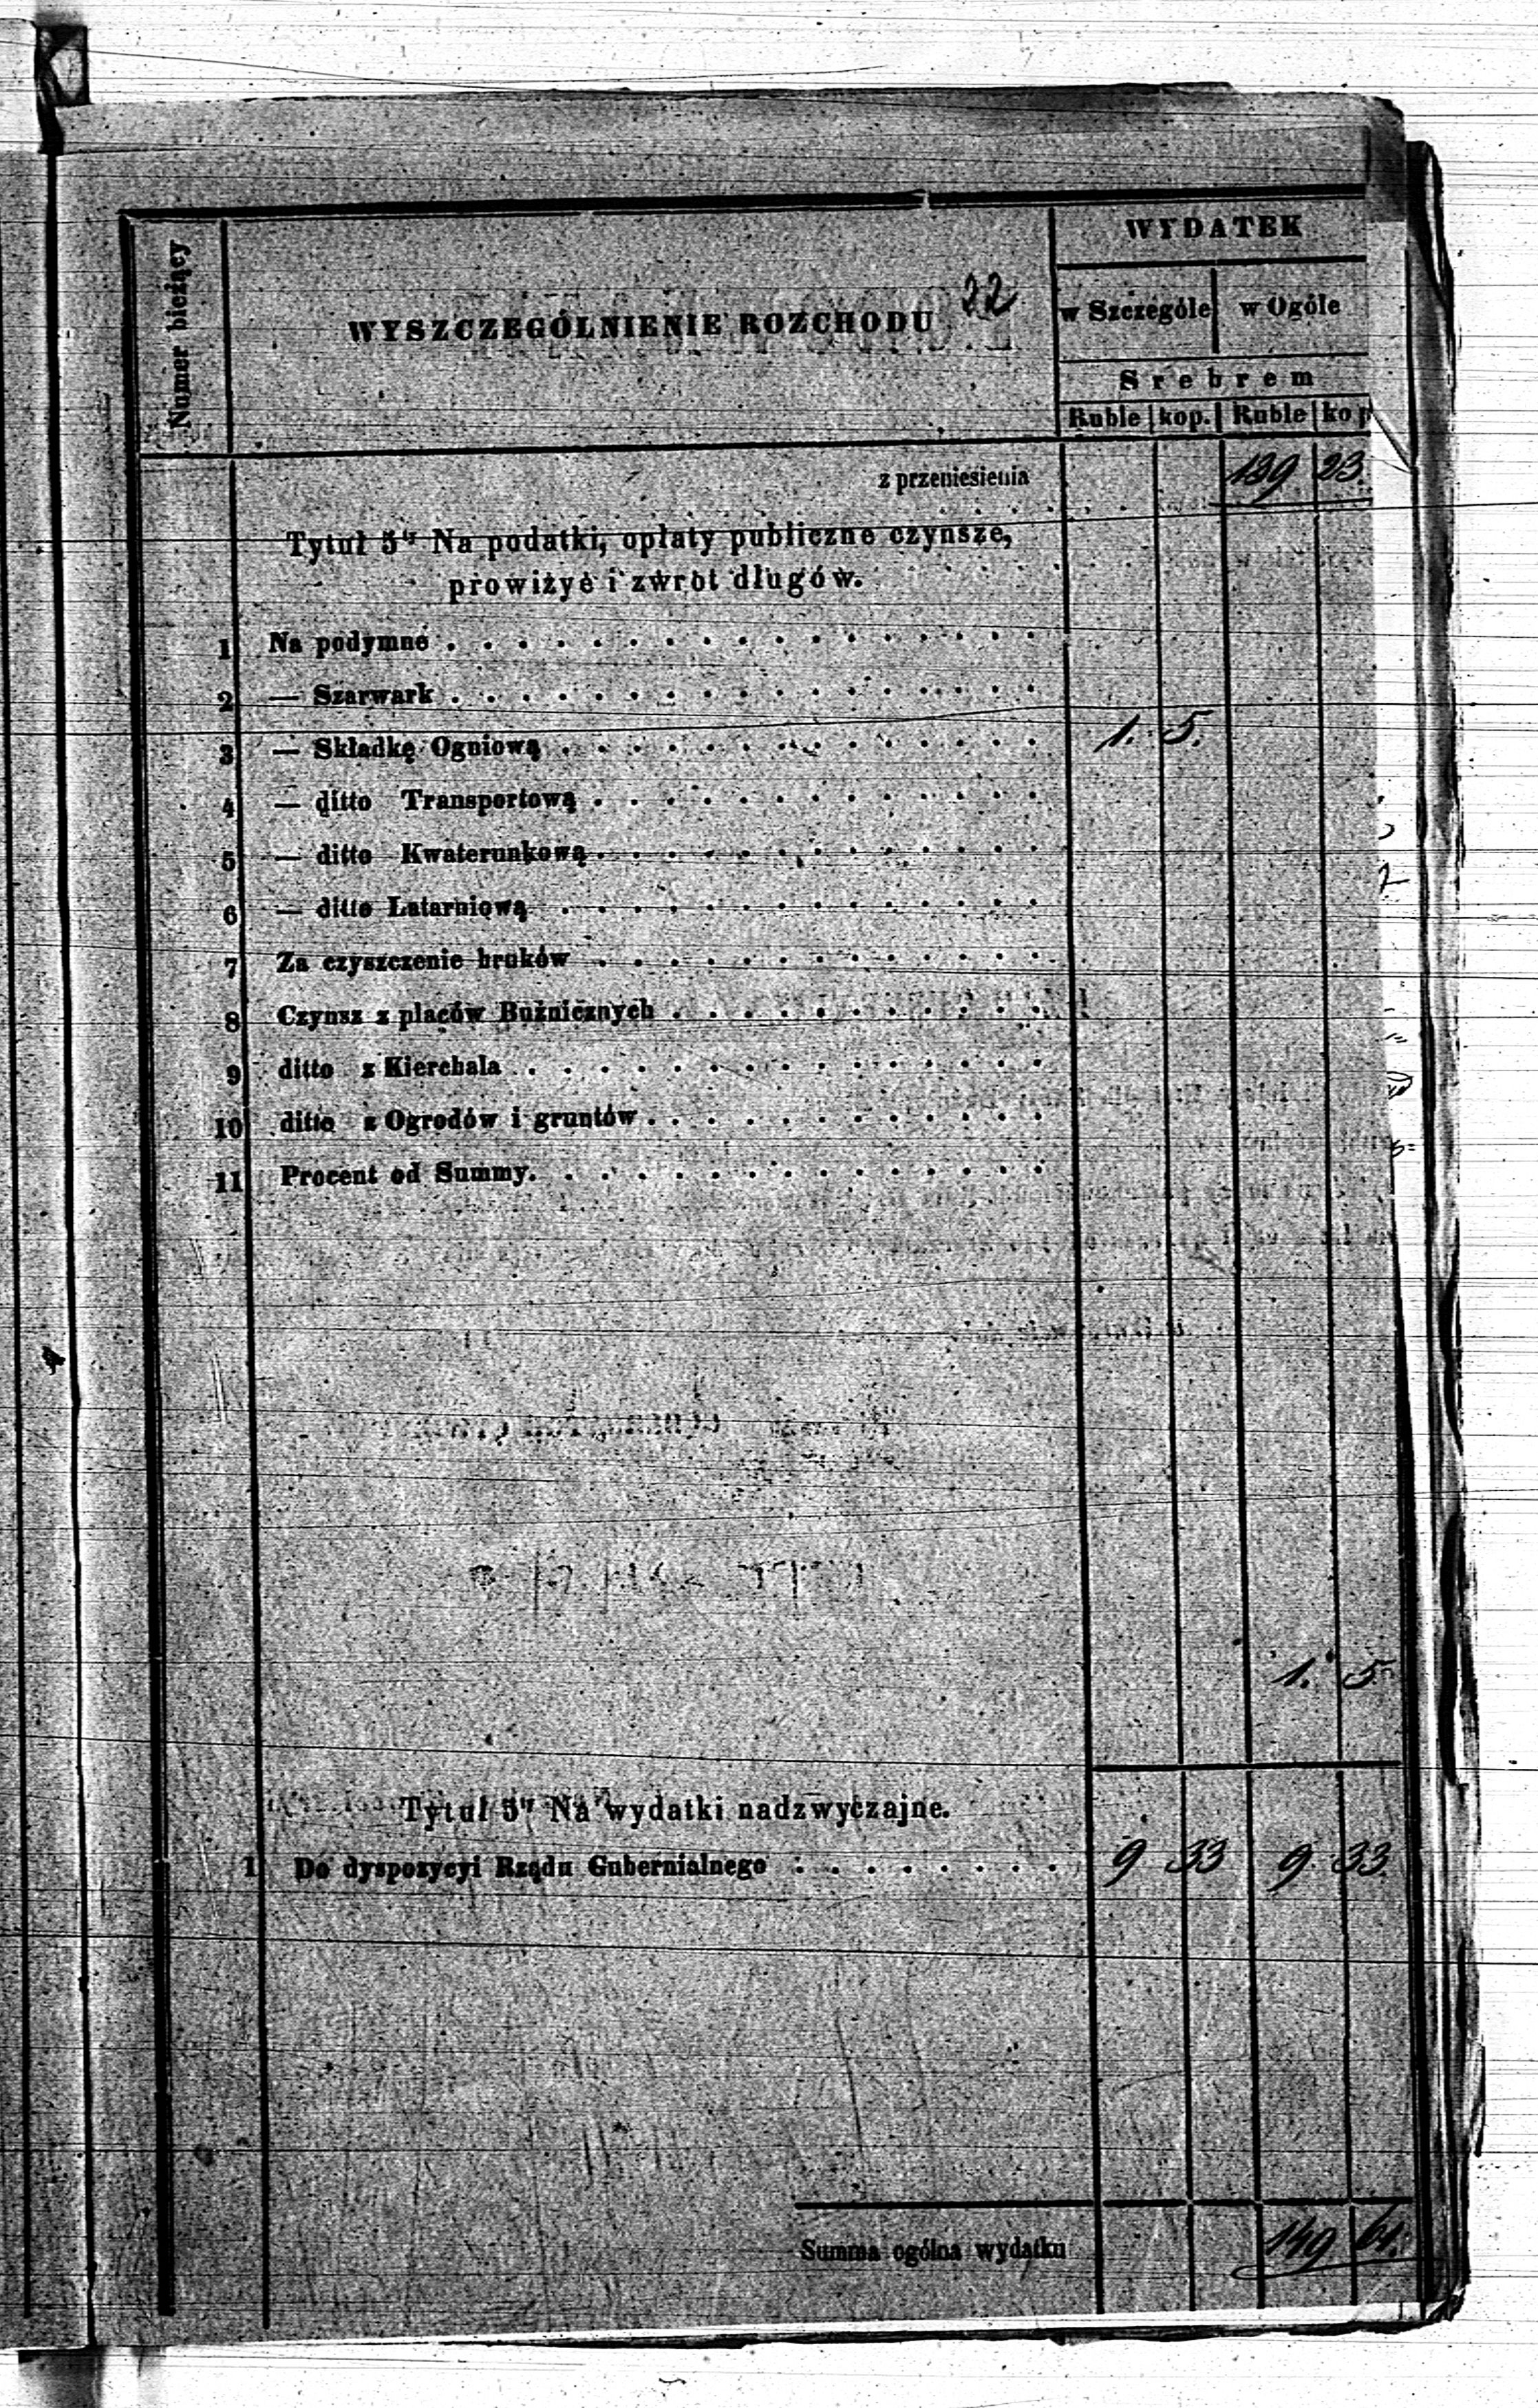 22
Numer bieżący
WYSZCZEGÓLNIENIE ROZCHODU
WYDATEK
w Szczególe w Ogóle
Srebrem
Ruble kop. Ruble kop
z przeniesienia 139 23.
Tytuł 5ty Na podatki, opłaty publiczne czynsze,
prowizye i zwrot długów.
1 Na podymne
2 — Szarwark
3 — Składkę Ogniową 1. 5.
4 — ditto Transportową
5 — ditto Kwaterunkową
6 — ditto Latarniową
7 Za czyszczenie bruków
8 Czynsz z placów Bużnicznych
9 ditto z Kierchala
10 ditto z Ogrodów i gruntów
11 Procent od Summy
1. 5.
Tytuł 5ty Na wydatki nadzwyczajne.
1 Do dyspozycyi Rządu Gubernialnego 9 33 9. 33.
Summa ogólna wydatku 149 61.